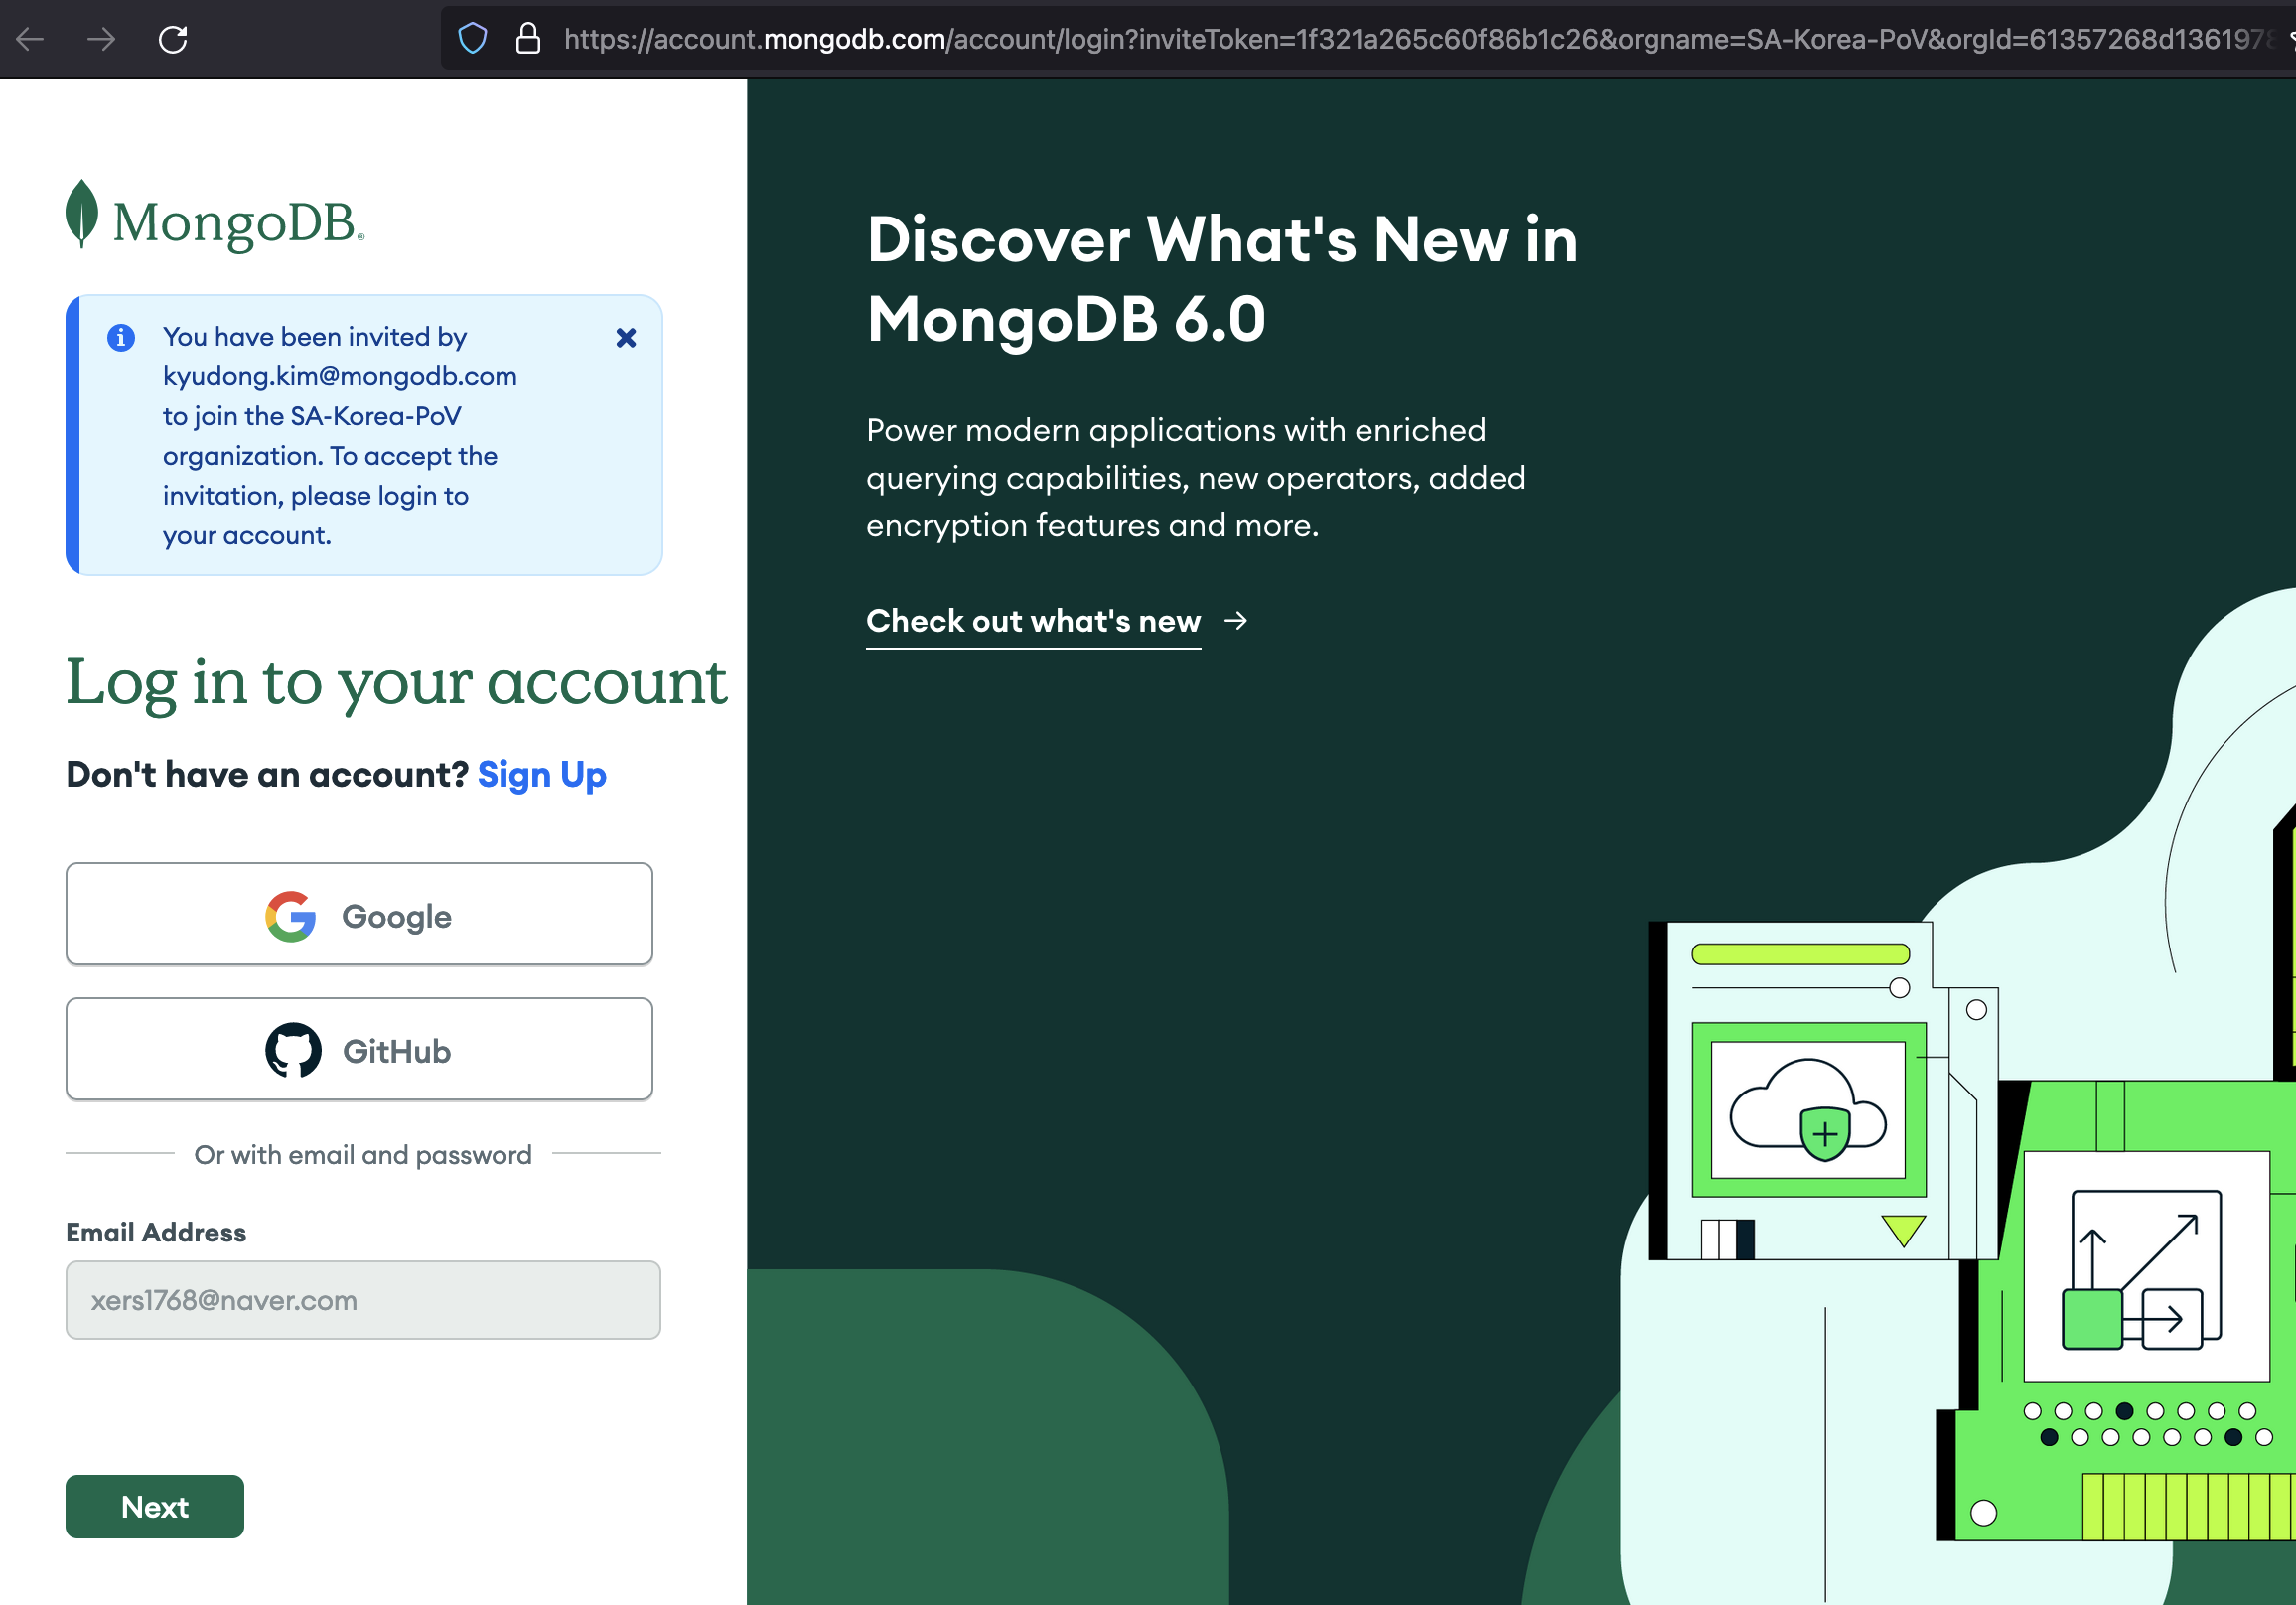 https://account.mongodb.com/account/login?inviteToken=1f321a265c60f86b1c26&orgname=SA-Korea-PoV&orgId=61357268d1361978
MongoDB®
You have been invited by
kyudong.kim@mongodb.com
to join the SA-Korea-PoV
organization. To accept the
invitation, please login to
your account.
Log in to your account
Don't have an account? Sign Up
Google
GitHub
Or with email and password
Email Address
xers1768@naver.com
Next
Discover What's New in
MongoDB 6.0
Power modern applications with enriched
querying capabilities, new operators, added
encryption features and more.
Check out what's new